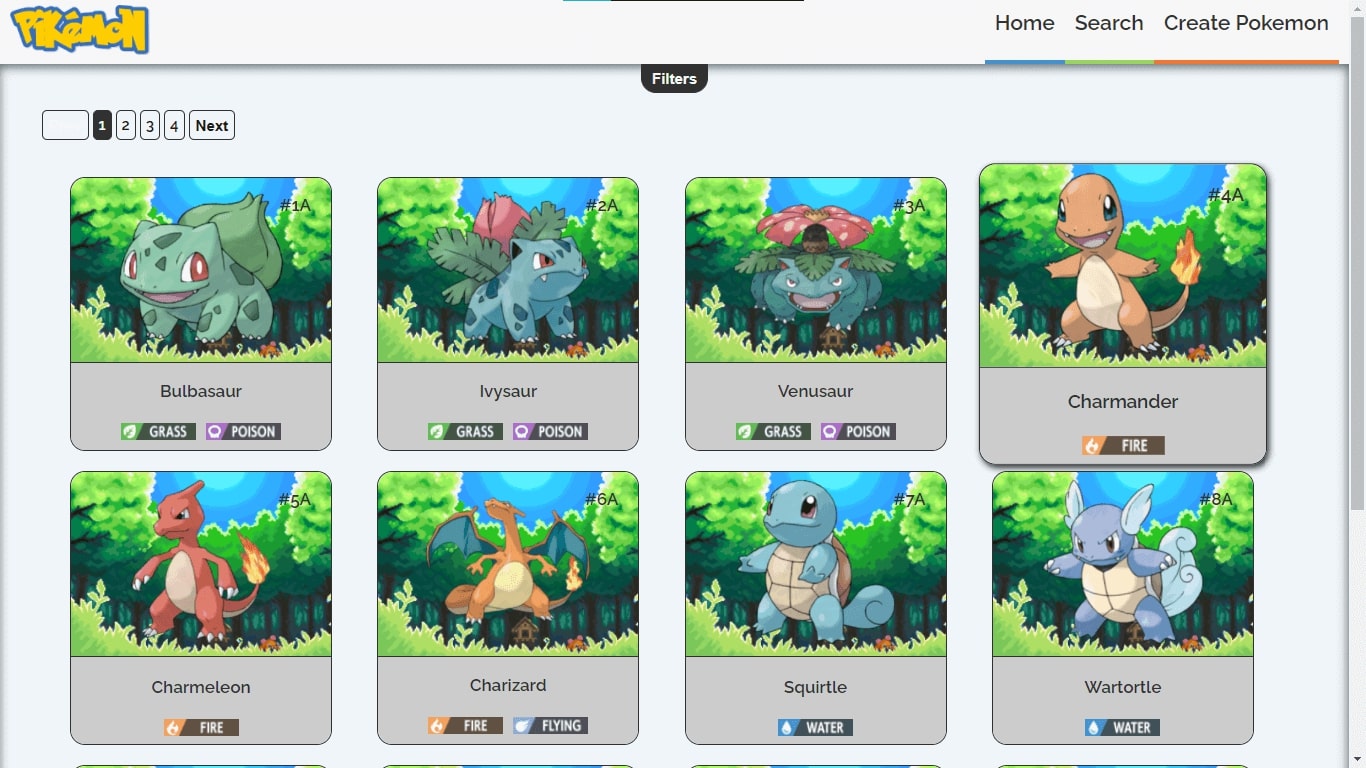 Pikémon
Home Search Create Pokemon
Filters
1 2 3 4 Next
#1A #2A #3A #4A
Bulbasaur Ivysaur Venusaur Charmander
GRASS POISON GRASS POISON GRASS POISON FIRE
#5A #6A #7A #8A
Charmeleon Charizard Squirtle Wartortle
FIRE FIRE FLYING WATER WATER